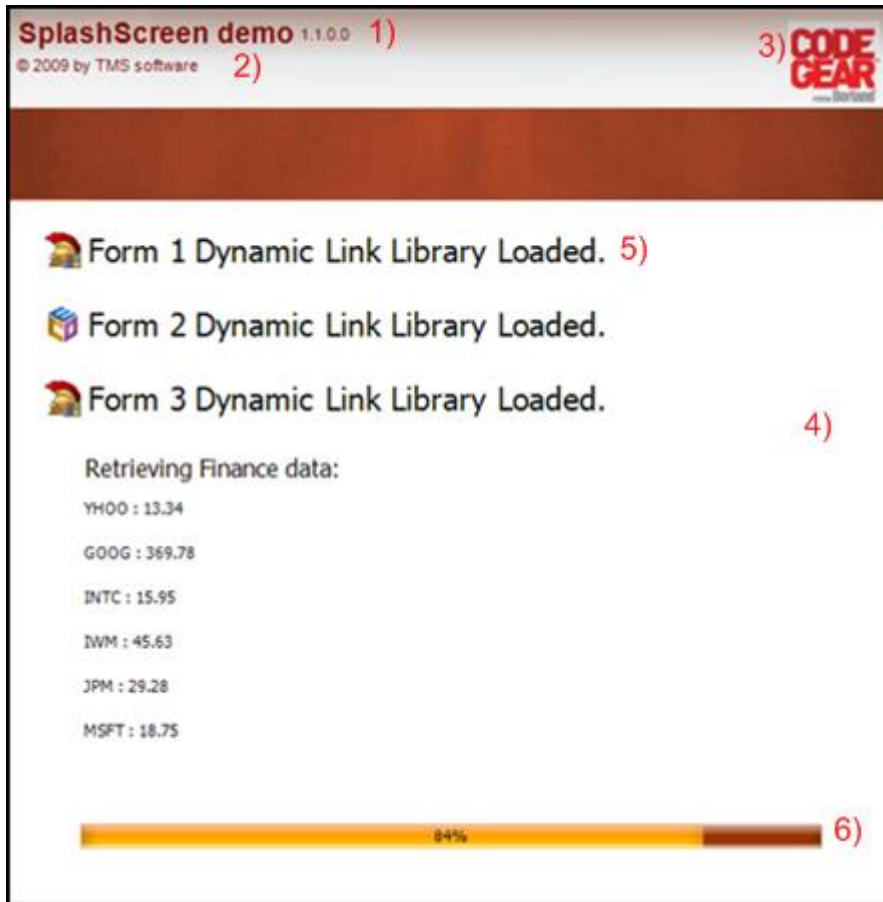 SplashScreen demo 1.1.0.0 1)
© 2009 by TMS software 2)
3) CODE
GEAR
from Borland
Form 1 Dynamic Link Library Loaded. 5)
Form 2 Dynamic Link Library Loaded.
Form 3 Dynamic Link Library Loaded.
4)
Retrieving Finance data:
YHOO : 13.34
GOOG : 369.78
INTC : 15.95
IWM : 45.63
JPM : 29.28
MSFT : 18.75
84% 6)